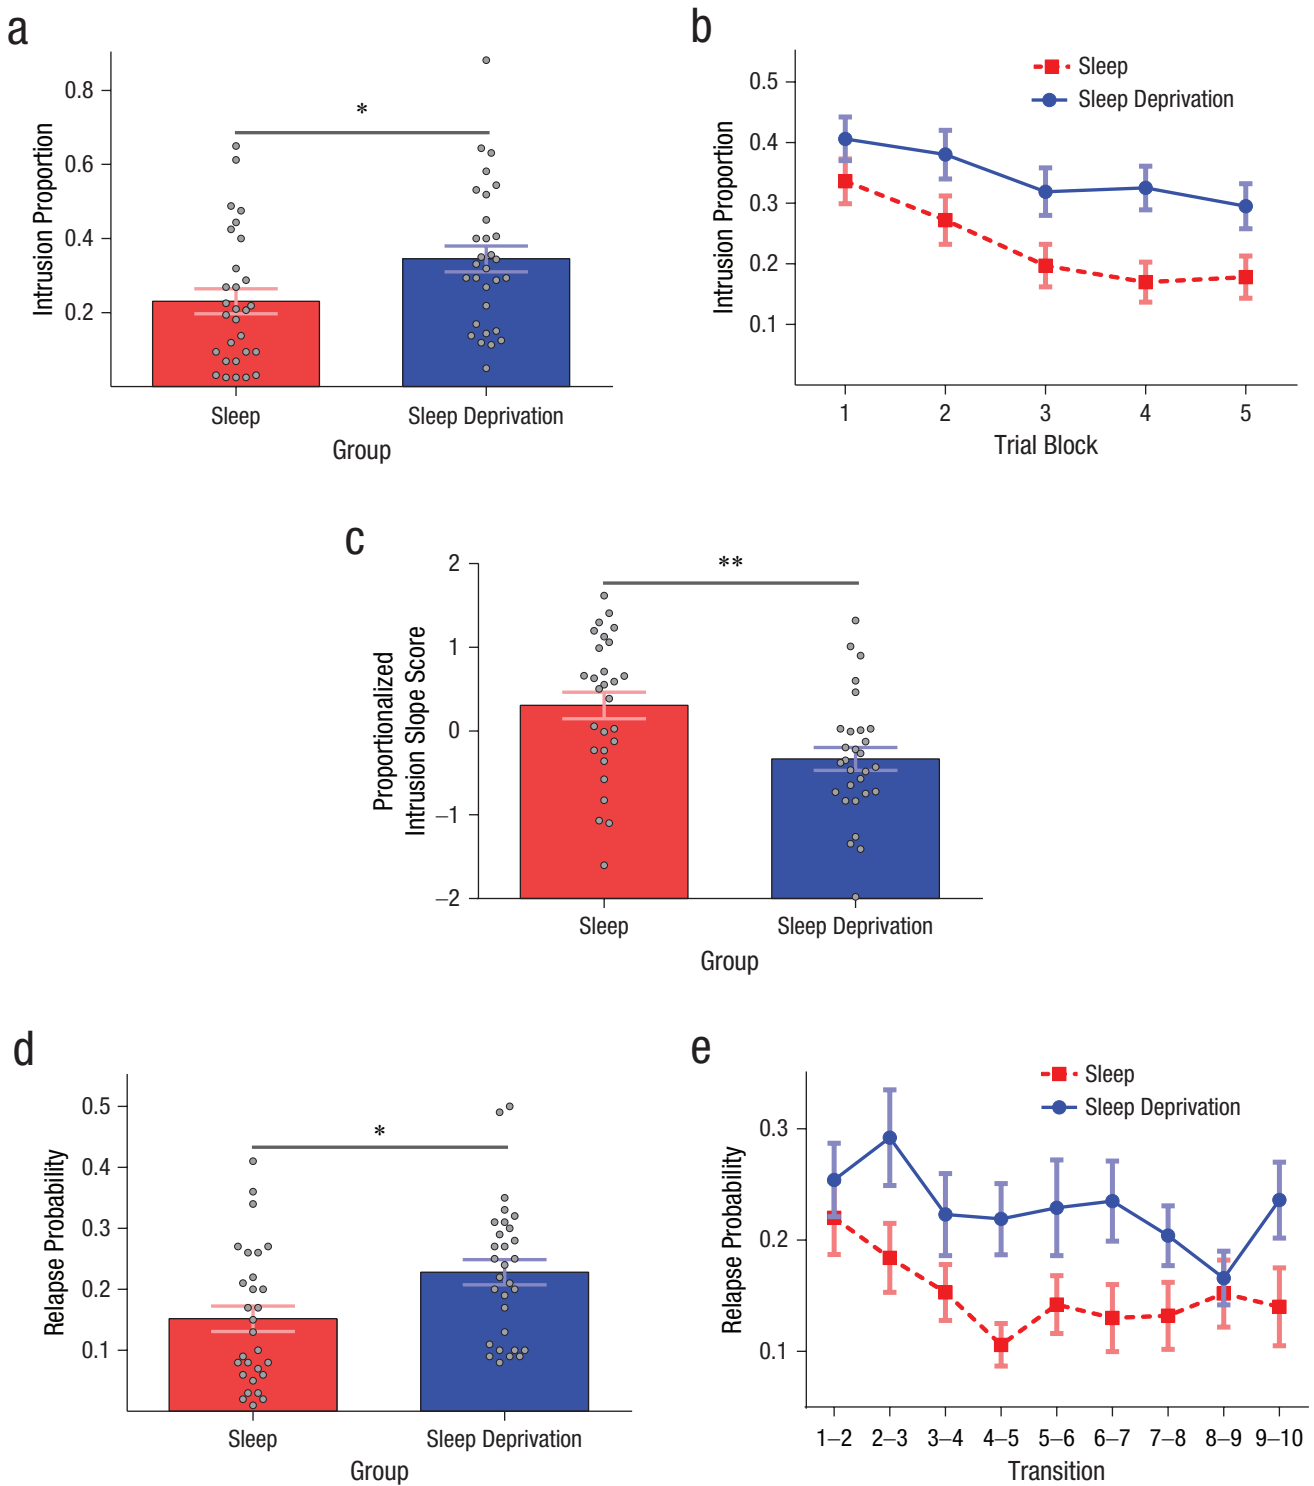 a
Intrusion Proportion
0.8
0.6
0.4
0.2
*
Sleep
Sleep Deprivation
Group
b
Intrusion Proportion
0.5
0.4
0.3
0.2
0.1
Sleep
Sleep Deprivation
1 2 3 4 5
Trial Block
c
Proportionalized
Intrusion Slope Score
2
1
0
−1
−2
**
Sleep
Sleep Deprivation
Group
d
Relapse Probability
0.5
0.4
0.3
0.2
0.1
*
Sleep
Sleep Deprivation
Group
e
Relapse Probability
0.3
0.2
0.1
Sleep
Sleep Deprivation
1–2 2–3 3–4 4–5 5–6 6–7 7–8 8–9 9–10
Transition